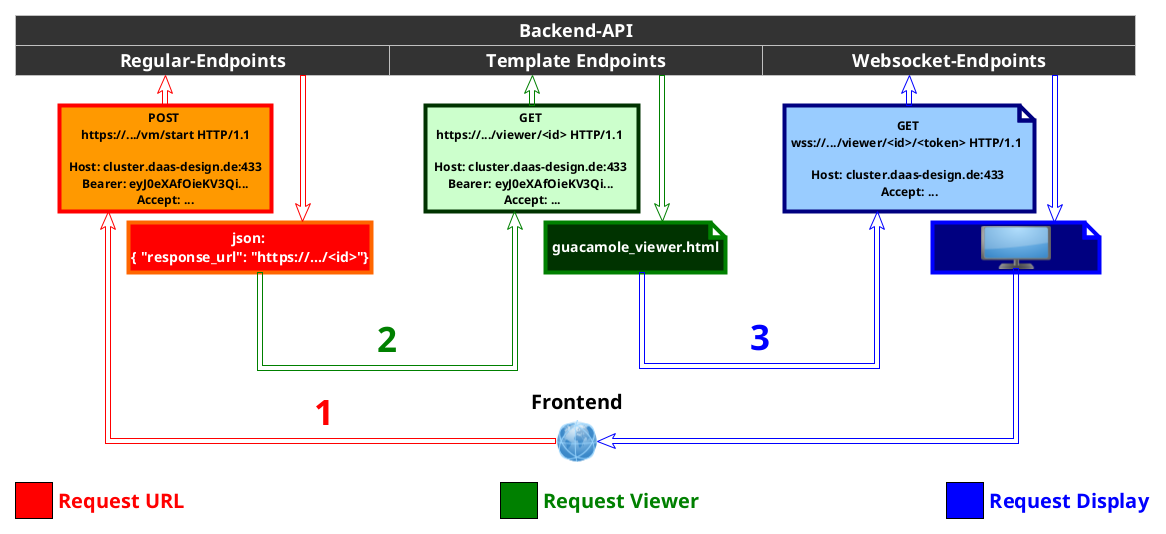 Backend-API
Regular-Endpoints
Template Endpoints
Websocket-Endpoints
POST
https://.../vm/start HTTP/1.1
Host: cluster.daas-design.de:433
Bearer: eyJ0eXAfOieKV3Qi...
Accept: ...
GET
https://.../viewer/<id> HTTP/1.1
Host: cluster.daas-design.de:433
Bearer: eyJ0eXAfOieKV3Qi...
Accept: ...
GET
wss://.../viewer/<id>/<token> HTTP/1.1
Host: cluster.daas-design.de:433
Accept: ...
json:
{ "response_url": "https://.../<id>"}
guacamole_viewer.html
2
3
1
Frontend
Request URL
Request Viewer
Request Display